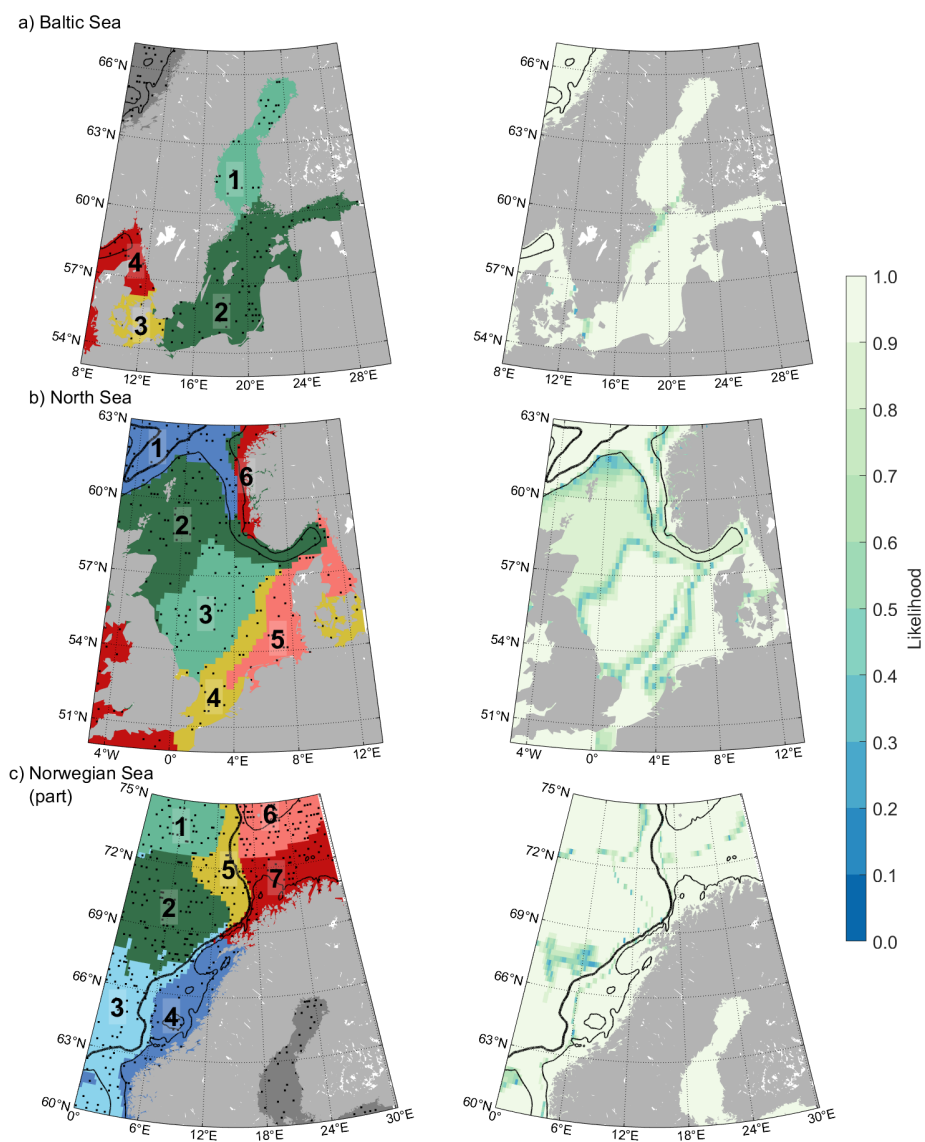 a) Baltic Sea
66°N
63°N
60°N
57°N
54°N
8°E 12°E 16°E 20°E 24°E 28°E
1
2
3
4
66°N
63°N
60°N
57°N
54°N
8°E 12°E 16°E 20°E 24°E 28°E
b) North Sea
63°N
60°N
57°N
54°N
51°N
4°W 0° 4°E 8°E 12°E
1
2
3
4
5
6
63°N
60°N
57°N
54°N
51°N
4°W 0° 4°E 8°E 12°E
c) Norwegian Sea
(part)
75°N
72°N
69°N
66°N
63°N
60°N
0° 6°E 12°E 18°E 24°E 30°E
1
2
3
4
5
6
7
75°N
72°N
69°N
66°N
63°N
60°N
0° 6°E 12°E 18°E 24°E 30°E
1.0
0.9
0.8
0.7
0.6
0.5
0.4
0.3
0.2
0.1
0.0
Likelihood